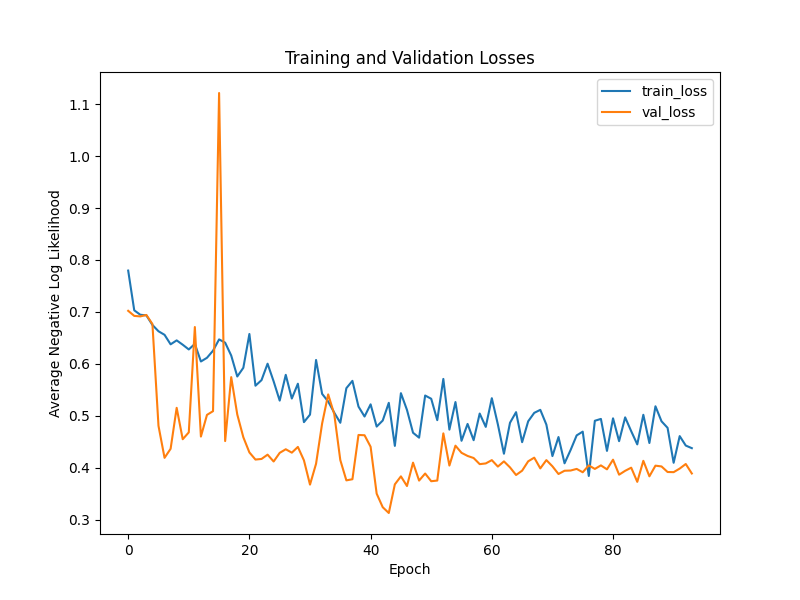 Training and Validation Losses
train_loss
val_loss
Average Negative Log Likelihood
1.1
1.0
0.9
0.8
0.7
0.6
0.5
0.4
0.3
0 20 40 60 80
Epoch